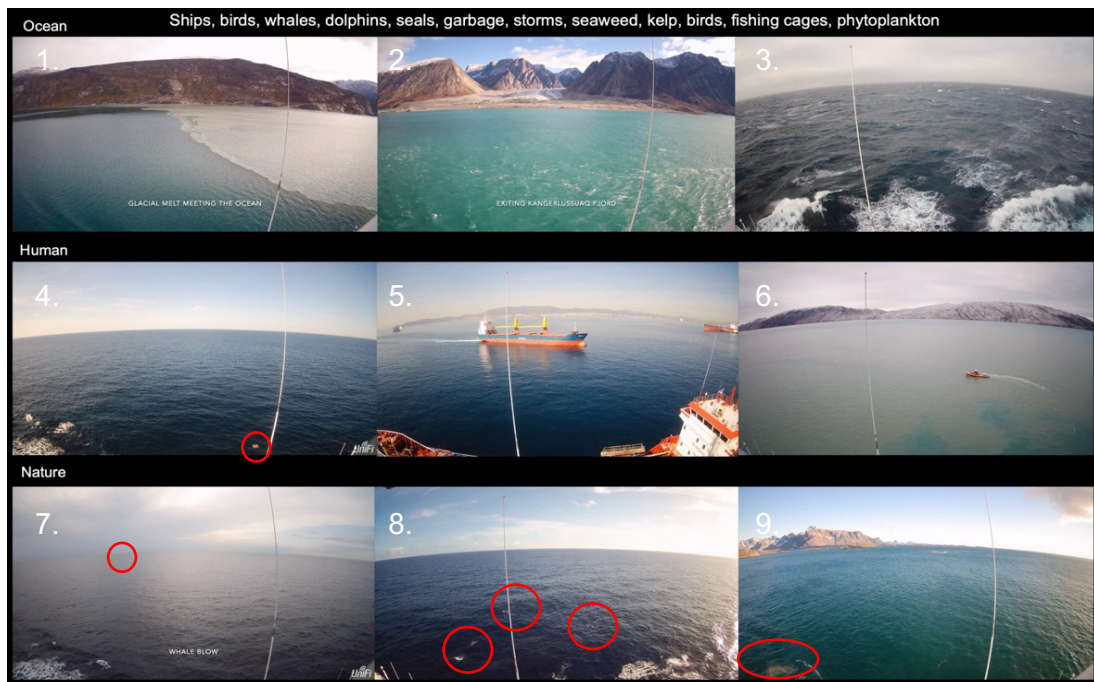 Ships, birds, whales, dolphins, seals, garbage, storms, seaweed, kelp, birds, fishing cages, phytoplankton
Ocean
1.
2.
3.
GLACIAL MELT MEETING THE OCEAN
EXITING KANGERLUSSUAQ FJORD
Human
4.
5.
6.
UniFi
Nature
7.
8.
9.
WHALE BLOW
UniFi